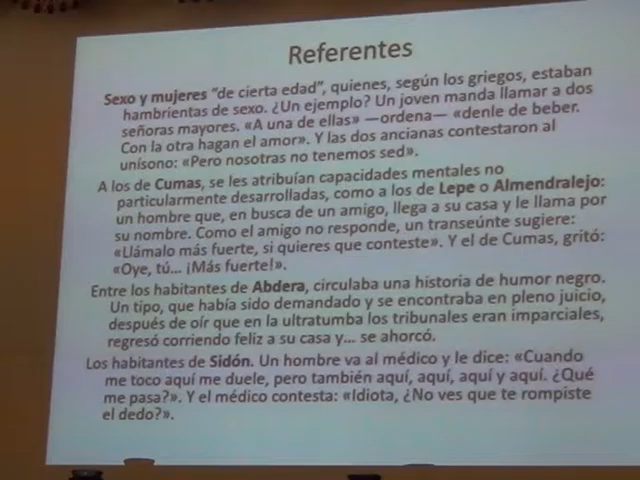 Referentes
Sexo y mujeres “de cierta edad”, quienes, según los griegos, estaban
hambrientas de sexo. ¿Un ejemplo? Un joven manda llamar a dos
señoras mayores. «A una de ellas» —ordena— «denle de beber.
Con la otra hagan el amor». Y las dos ancianas contestaron al
unísono: «Pero nosotras no tenemos sed».
A los de Cumas, se les atribuían capacidades mentales no
particularmente desarrolladas, como a los de Lepe o Almendralejo:
un hombre que, en busca de un amigo, llega a su casa y le llama por
su nombre. Como el amigo no responde, un transeúnte sugiere:
«Llámalo más fuerte, si quieres que conteste». Y el de Cumas, gritó:
«Oye, tú... ¡Más fuerte!».
Entre los habitantes de Abdera, circulaba una historia de humor negro.
Un tipo, que había sido demandado y se encontraba en pleno juicio,
después de oír que en la ultratumba los tribunales eran imparciales,
regresó corriendo feliz a su casa y... se ahorcó.
Los habitantes de Sidón. Un hombre va al médico y le dice: «Cuando
me toco aquí me duele, pero también aquí, aquí, aquí y aquí. ¿Qué
me pasa?». Y el médico contesta: «Idiota, ¿No ves que te rompiste
el dedo?».